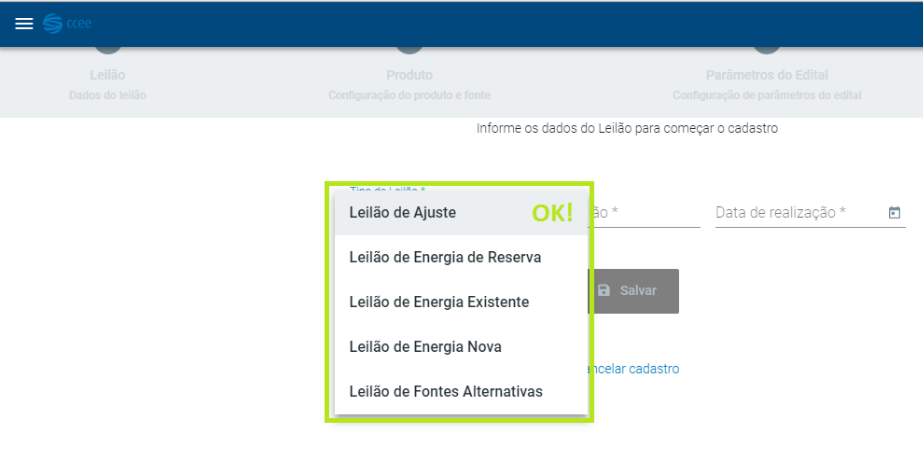 ccee
Leilão
Dados do leilão
Produto
Configuração do produto e fonte
Parâmetros do Edital
Configuração de parâmetros do edital
Informe os dados do Leilão para começar o cadastro
Tipo de Leilão *
Leilão de Ajuste
OK!
ão *
Data de realização *
Leilão de Energia de Reserva
Leilão de Energia Existente
Salvar
Leilão de Energia Nova
ancelar cadastro
Leilão de Fontes Alternativas